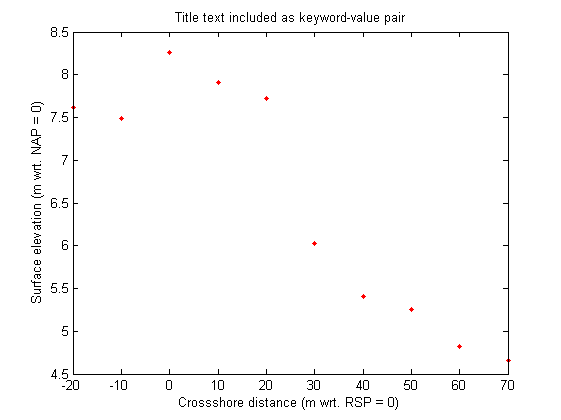 Title text included as keyword-value pair
8.5
8
7.5
7
6.5
6
5.5
5
4.5
Surface elevation (m wrt. NAP = 0)
-20 -10 0 10 20 30 40 50 60 70
Crossshore distance (m wrt. RSP = 0)